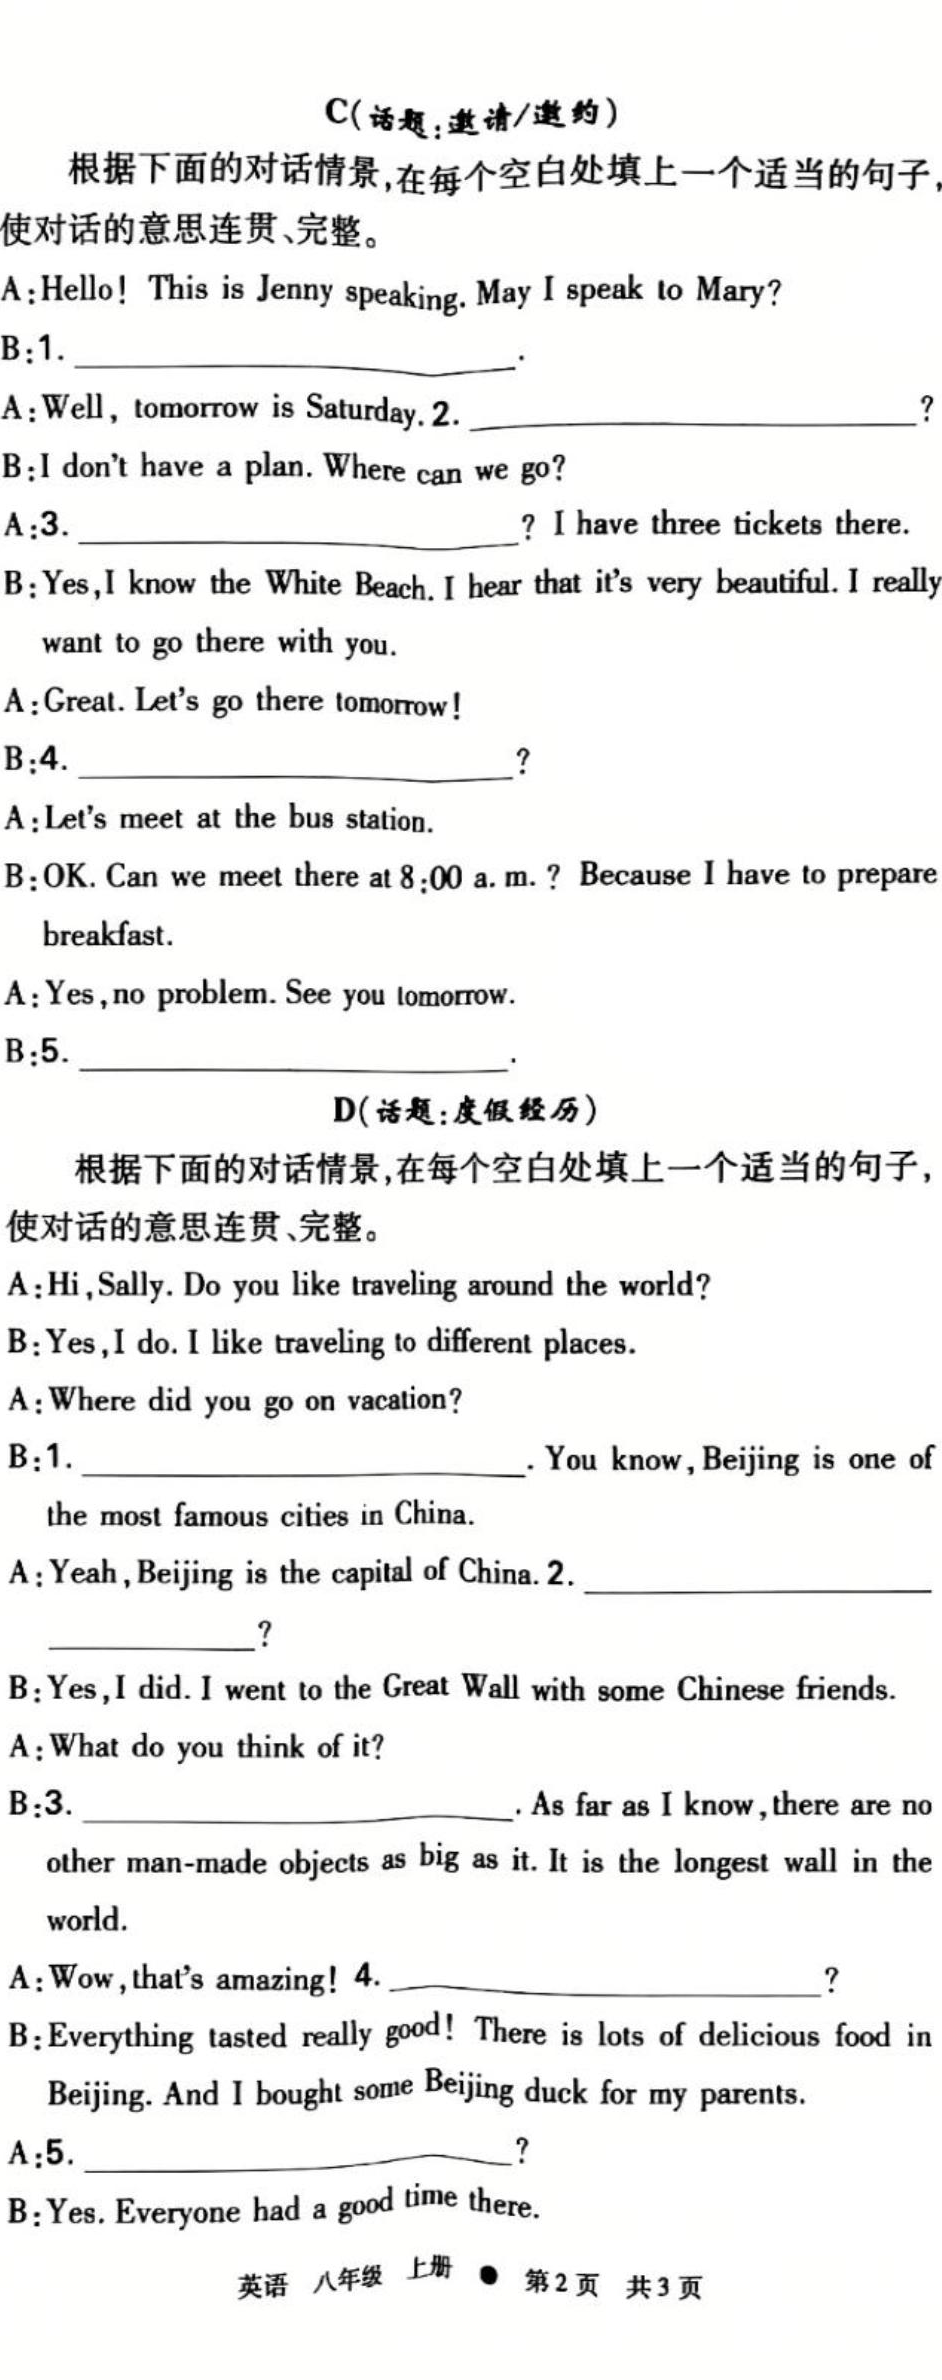 C(话题:邀请/邀约)
根据下面的对话情景,在每个空白处填上一个适当的句子,
使对话的意思连贯、完整。
A:Hello! This is Jenny speaking. May I speak to Mary?
B:1. ____________________.
A:Well, tomorrow is Saturday. 2. ____________________?
B:I don't have a plan. Where can we go?
A:3. ____________________? I have three tickets there.
B:Yes,I know the White Beach. I hear that it's very beautiful. I really
want to go there with you.
A:Great. Let's go there tomorrow!
B:4. ____________________?
A:Let's meet at the bus station.
B:OK. Can we meet there at 8:00 a. m. ? Because I have to prepare
breakfast.
A:Yes,no problem. See you tomorrow.
B:5. ____________________.
D(话题:度假经历)
根据下面的对话情景,在每个空白处填上一个适当的句子,
使对话的意思连贯、完整。
A:Hi,Sally. Do you like traveling around the world?
B:Yes,I do. I like traveling to different places.
A:Where did you go on vacation?
B:1. ____________________. You know,Beijing is one of
the most famous cities in China.
A:Yeah,Beijing is the capital of China. 2. ________________
__________?
B:Yes,I did. I went to the Great Wall with some Chinese friends.
A:What do you think of it?
B:3. ____________________. As far as I know,there are no
other man-made objects as big as it. It is the longest wall in the
world.
A:Wow,that's amazing! 4. ____________________?
B:Everything tasted really good! There is lots of delicious food in
Beijing. And I bought some Beijing duck for my parents.
A:5. ____________________?
B:Yes. Everyone had a good time there.
英语 八年级 上册 ● 第2页 共3页